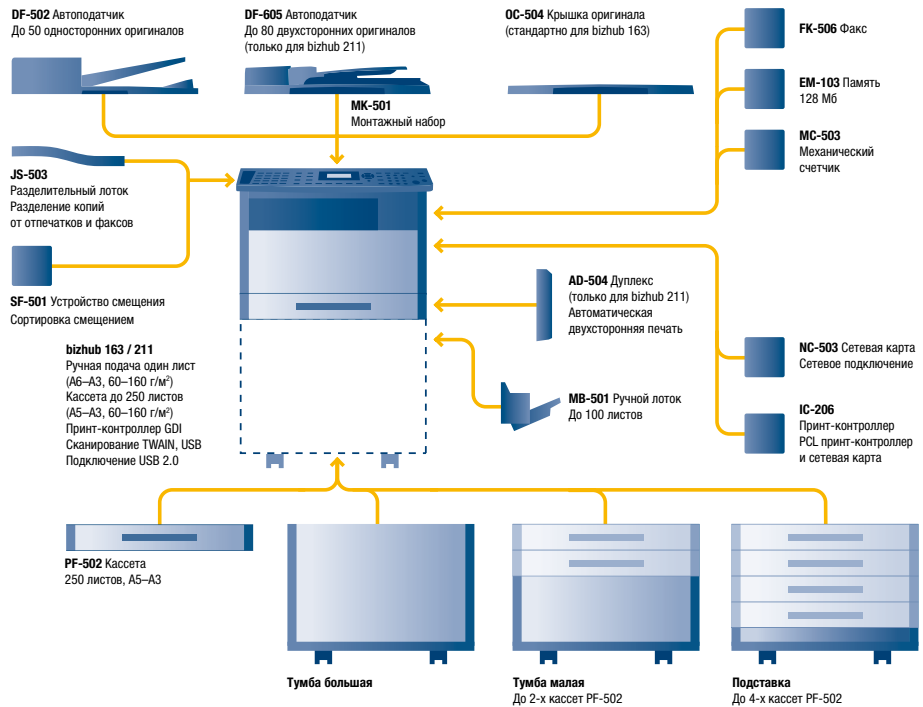 DF-502 Автоподатчик
До 50 односторонних оригиналов
DF-605 Автоподатчик
До 80 двухсторонних оригиналов
(только для bizhub 211)
OC-504 Крышка оригинала
(стандартно для bizhub 163)
FK-506 Факс
EM-103 Память
128 Мб
MC-503
Механический
счетчик
MK-501
Монтажный набор
JS-503
Разделительный лоток
Разделение копий
от отпечатков и факсов
SF-501 Устройство смещения
Сортировка смещением
AD-504 Дуплекс
(только для bizhub 211)
Автоматическая
двухсторонняя печать
bizhub 163 / 211
Ручная подача один лист
(A6–A3, 60–160 г/м²)
Кассета до 250 листов
(A5–A3, 60–160 г/м²)
Принт-контроллер GDI
Сканирование TWAIN, USB
Подключение USB 2.0
MB-501 Ручной лоток
До 100 листов
NC-503 Сетевая карта
Сетевое подключение
IC-206
Принт-контроллер
PCL принт-контроллер
и сетевая карта
PF-502 Кассета
250 листов, A5–A3
Тумба большая
Тумба малая
До 2-х кассет PF-502
Подставка
До 4-х кассет PF-502